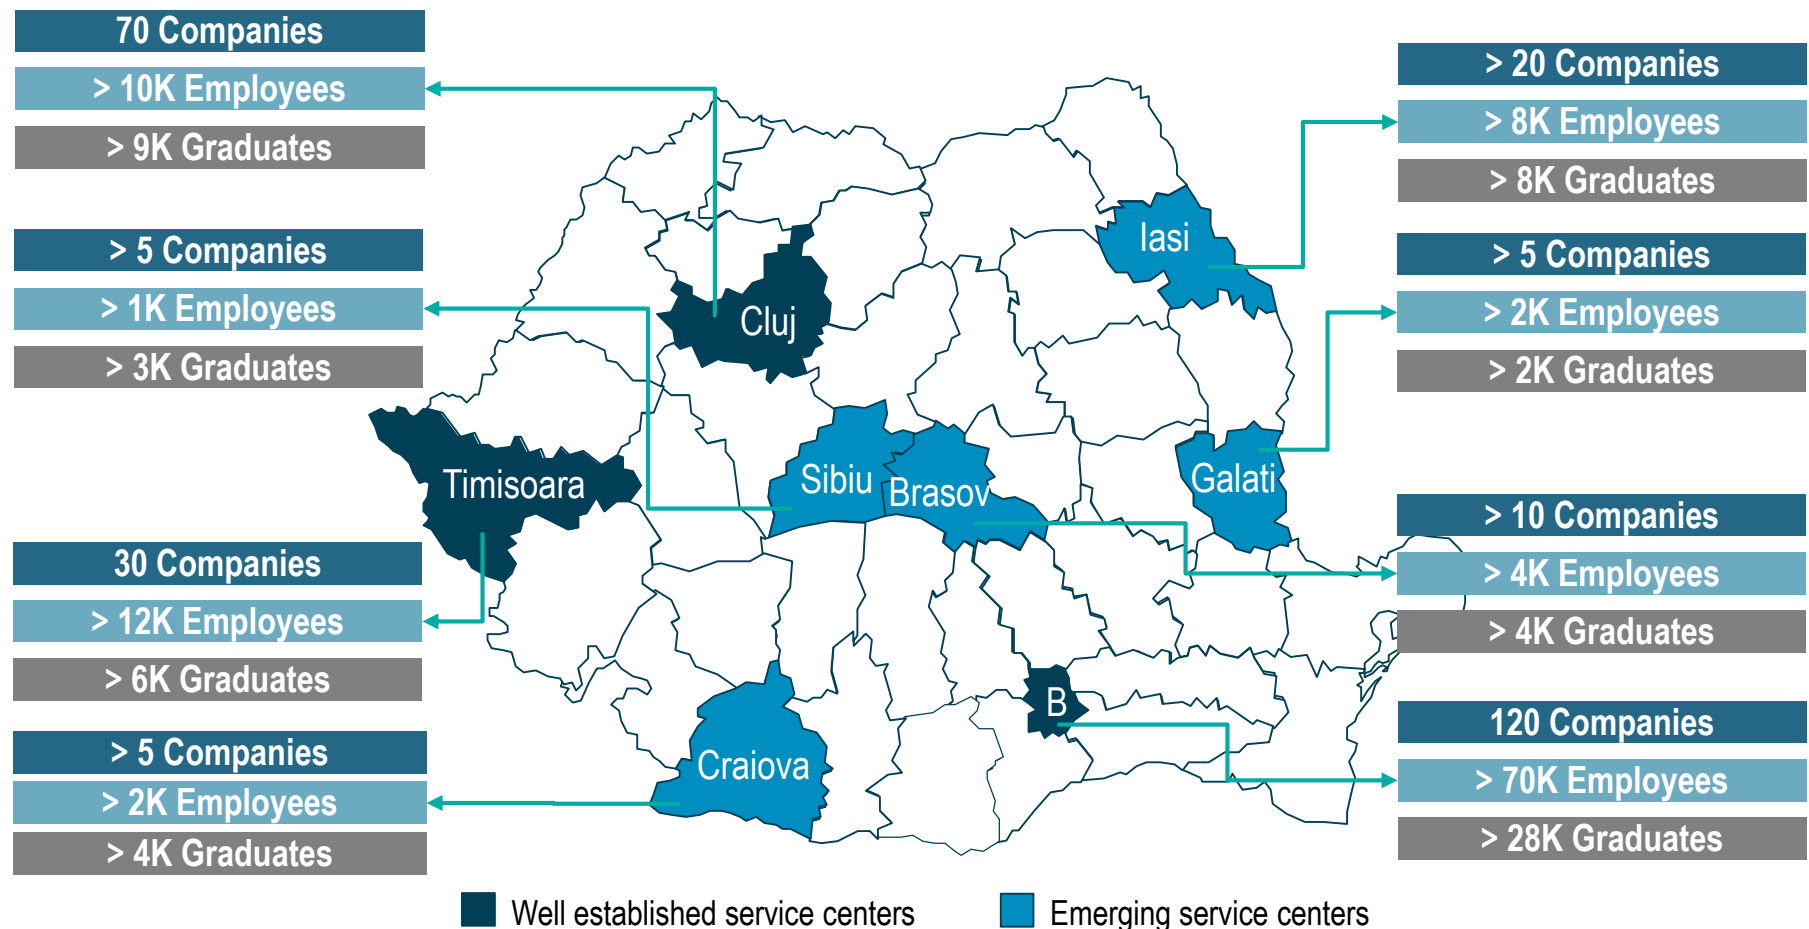 70 Companies
> 10K Employees
> 9K Graduates
> 5 Companies
> 1K Employees
> 3K Graduates
30 Companies
> 12K Employees
> 6K Graduates
> 5 Companies
> 2K Employees
> 4K Graduates
Cluj
Timisoara
Sibiu
Brasov
Craiova
Iasi
Galati
B
> 20 Companies
> 8K Employees
> 8K Graduates
> 5 Companies
> 2K Employees
> 2K Graduates
> 10 Companies
> 4K Employees
> 4K Graduates
120 Companies
> 70K Employees
> 28K Graduates
Well established service centers
Emerging service centers